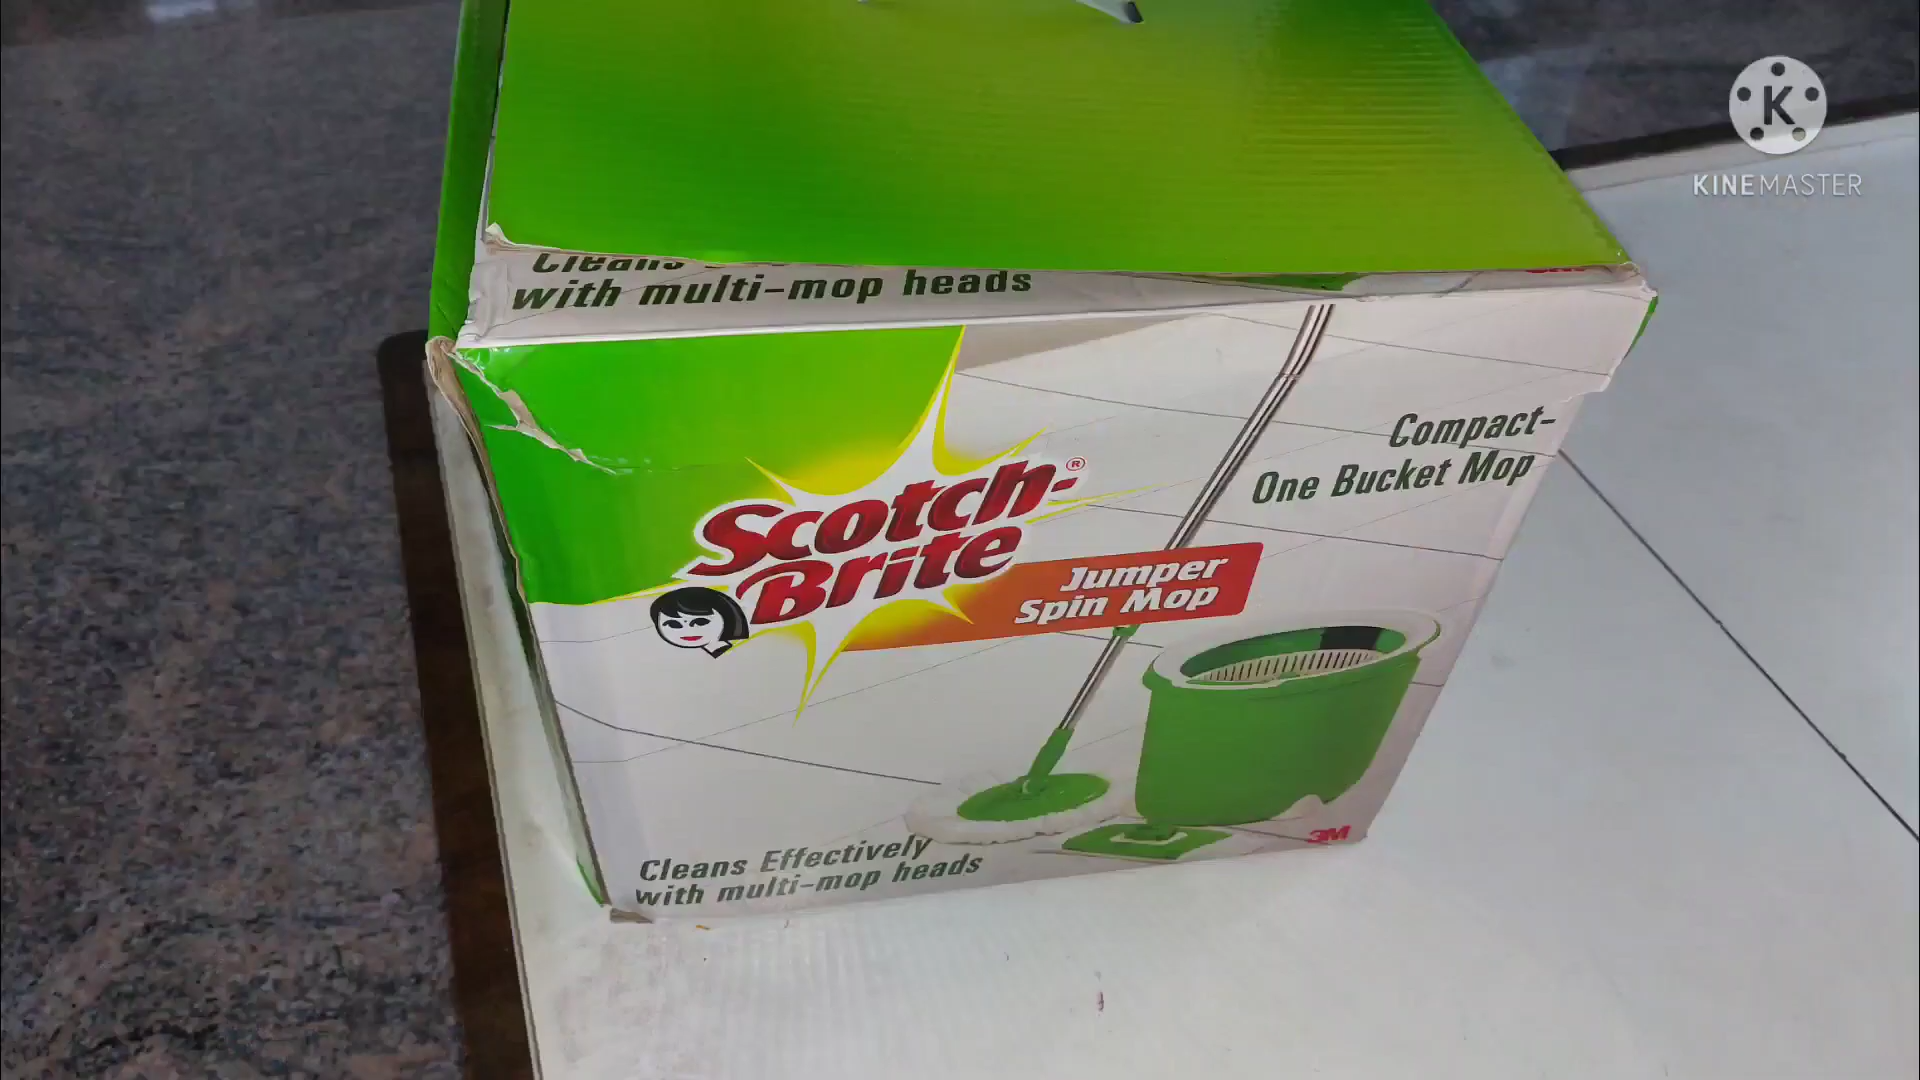 K
KINEMASTER
Cleans
with multi-mop heads
Compact-
One Bucket Mop
Scotch-®
Brite
Jumper
Spin Mop
3M
Cleans Effectively
with multi-mop heads